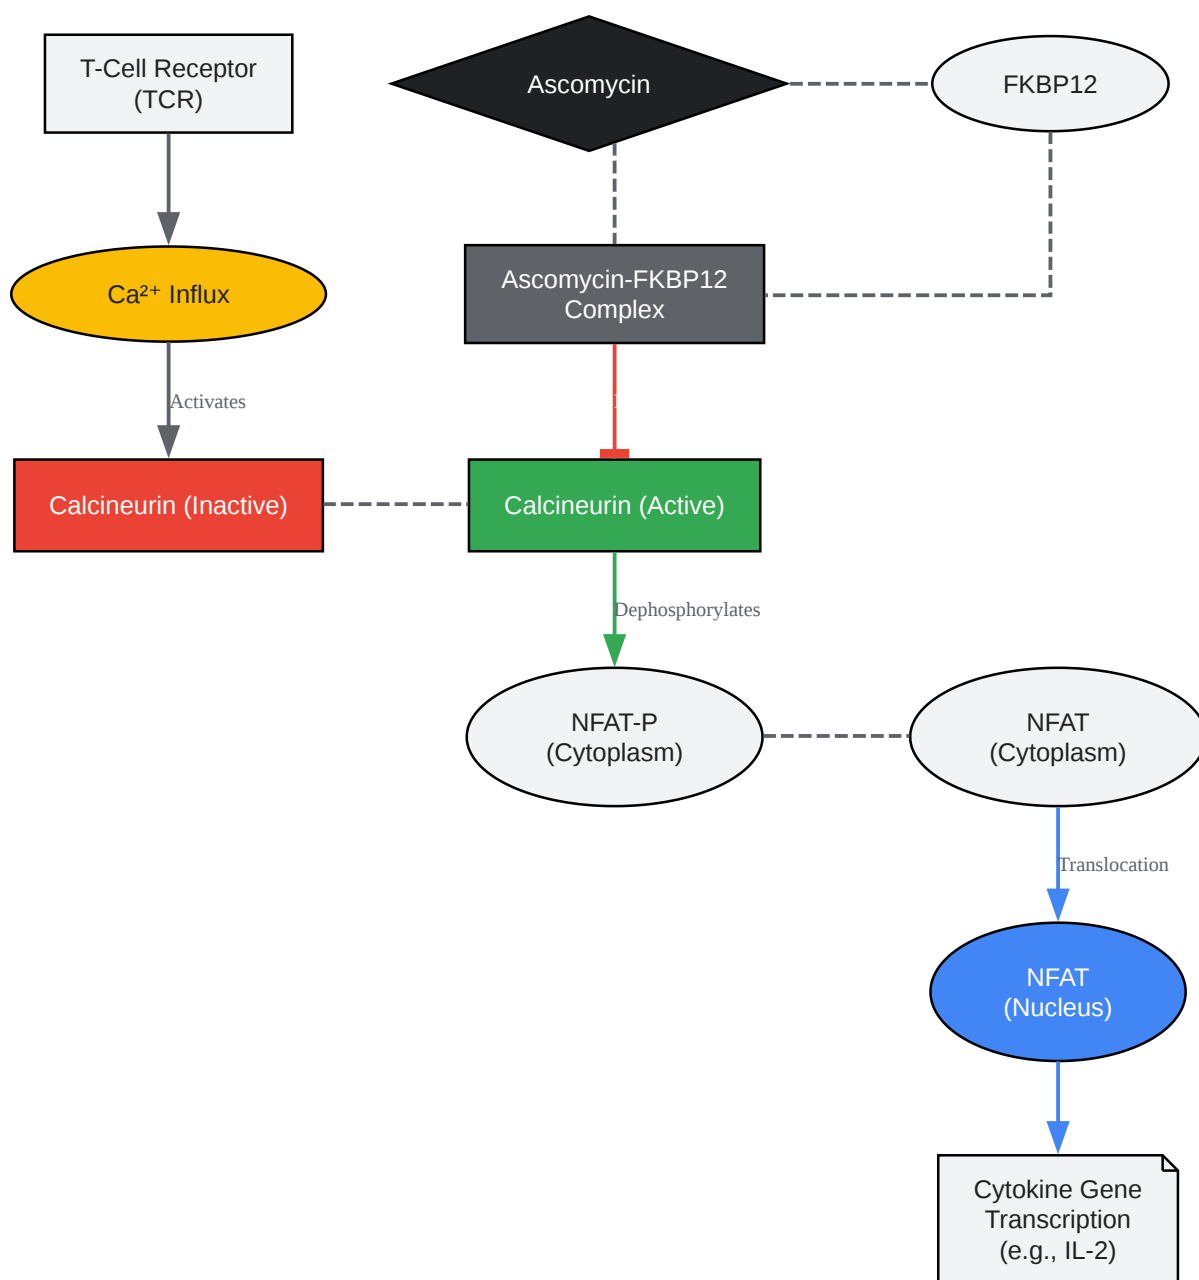 T-Cell Receptor
(TCR)
Ascomycin
FKBP12
Ca²⁺ Influx
Ascomycin-FKBP12
Complex
Activates
Calcineurin (Inactive)
Calcineurin (Active)
Dephosphorylates
NFAT-P
(Cytoplasm)
NFAT
(Cytoplasm)
Translocation
NFAT
(Nucleus)
Cytokine Gene
Transcription
(e.g., IL-2)